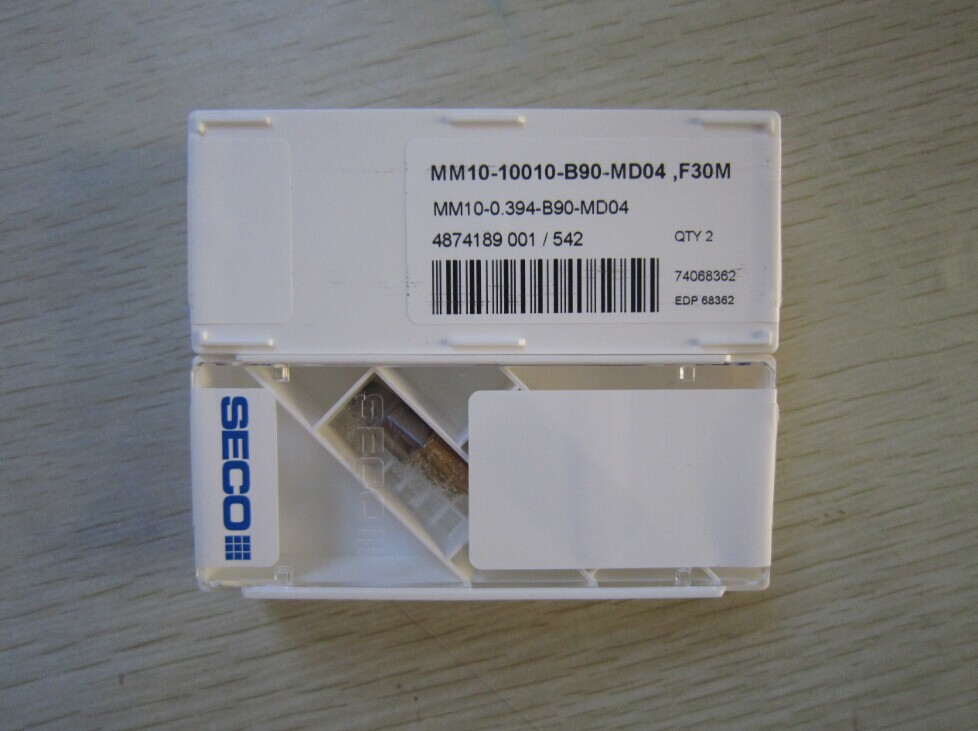 MM10-10010-B90-MD04 ,F30M
MM10-0.394-B90-MD04
4874189 001 / 542
QTY 2
74068362
EDP 68362
SECO
SECO